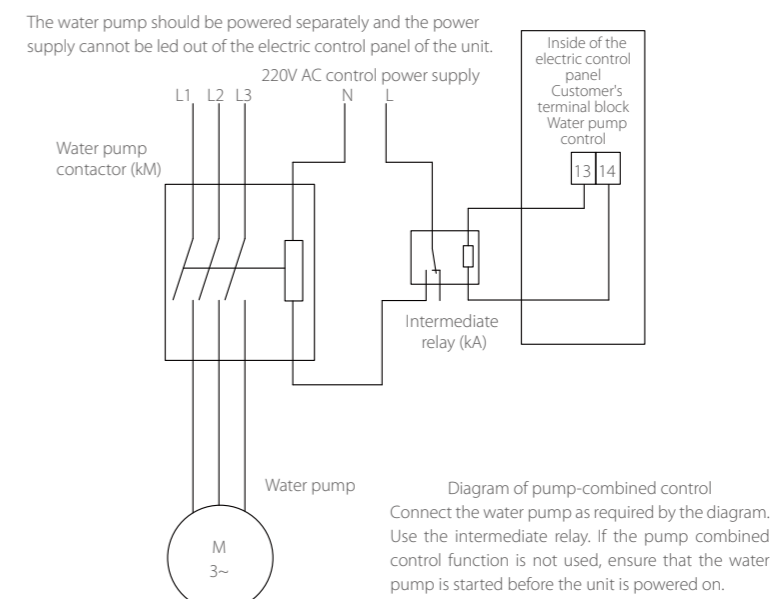 The water pump should be powered separately and the power
supply cannot be led out of the electric control panel of the unit.
220V AC control power supply
L1 L2 L3 N L
Inside of the
electric control
panel
Customer's
terminal block
Water pump
control
13 14
Water pump
contactor (kM)
Intermediate
relay (kA)
Water pump
M
3~
Diagram of pump-combined control
Connect the water pump as required by the diagram.
Use the intermediate relay. If the pump combined
control function is not used, ensure that the water
pump is started before the unit is powered on.